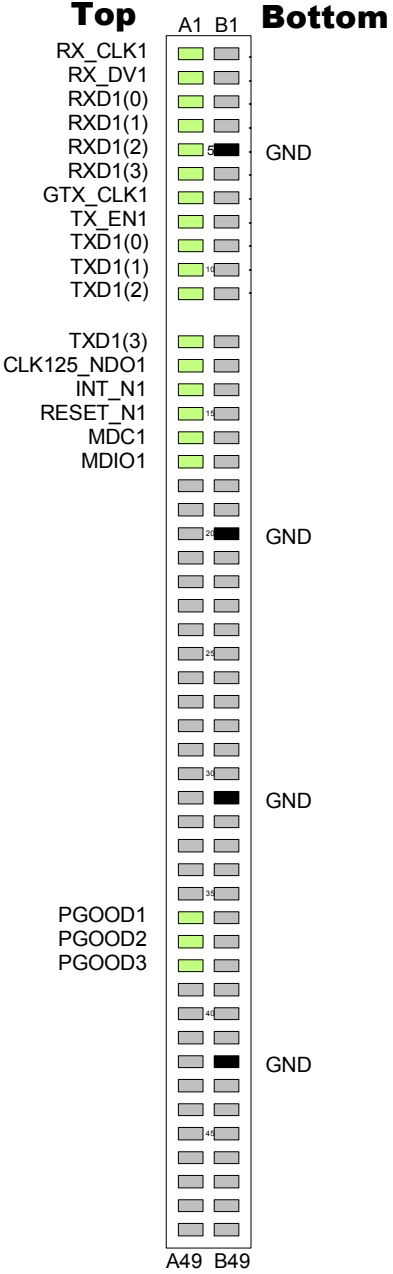 Top Bottom
A1 B1
RX_CLK1
RX_DV1
RXD1(0)
RXD1(1)
RXD1(2) 5 GND
RXD1(3)
GTX_CLK1
TX_EN1
TXD1(0)
TXD1(1) 10
TXD1(2)
TXD1(3)
CLK125_NDO1
INT_N1
RESET_N1 15
MDC1
MDIO1
20 GND
25
30
GND
35
PGOOD1
PGOOD2
PGOOD3
40
GND
45
A49 B49